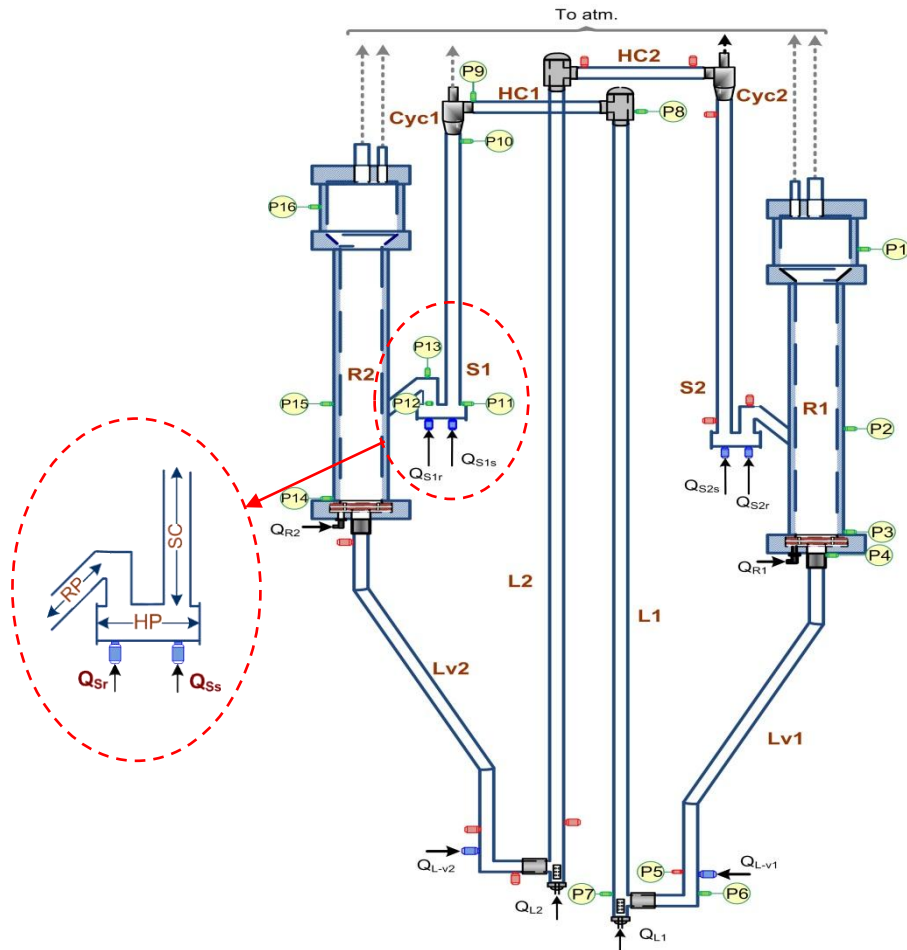 To atm.
HC2
P9
HC1
Cyc2
Cyc1
P8
P10
P16
P1
P13
S1
R2
S2
P15
P12
P11
R1
P2
QS1r
QS1s
QS2s
QS2r
P14
QR2
P3
P4
QR1
SC
RP
HP
L2
L1
QSr
QSs
Lv2
Lv1
QL-v2
QL-v1
P5
P7
P6
QL2
QL1